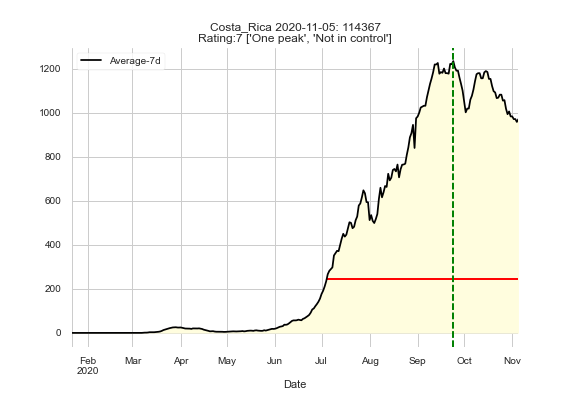 Costa_Rica 2020-11-05: 114367
Rating:7 ['One peak', 'Not in control']
Average-7d
1200
1000
800
600
400
200
0
Feb Mar Apr May Jun Jul Aug Sep Oct Nov
2020
Date